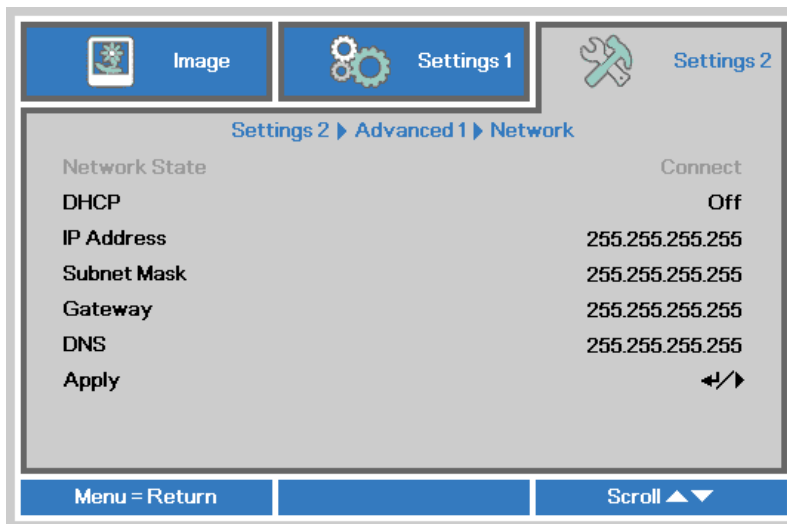 Image Settings 1 Settings 2
Settings 2 ▶ Advanced 1 ▶ Network
Network State Connect
DHCP Off
IP Address 255.255.255.255
Subnet Mask 255.255.255.255
Gateway 255.255.255.255
DNS 255.255.255.255
Apply ↵/▶
Menu = Return Scroll ▲▼